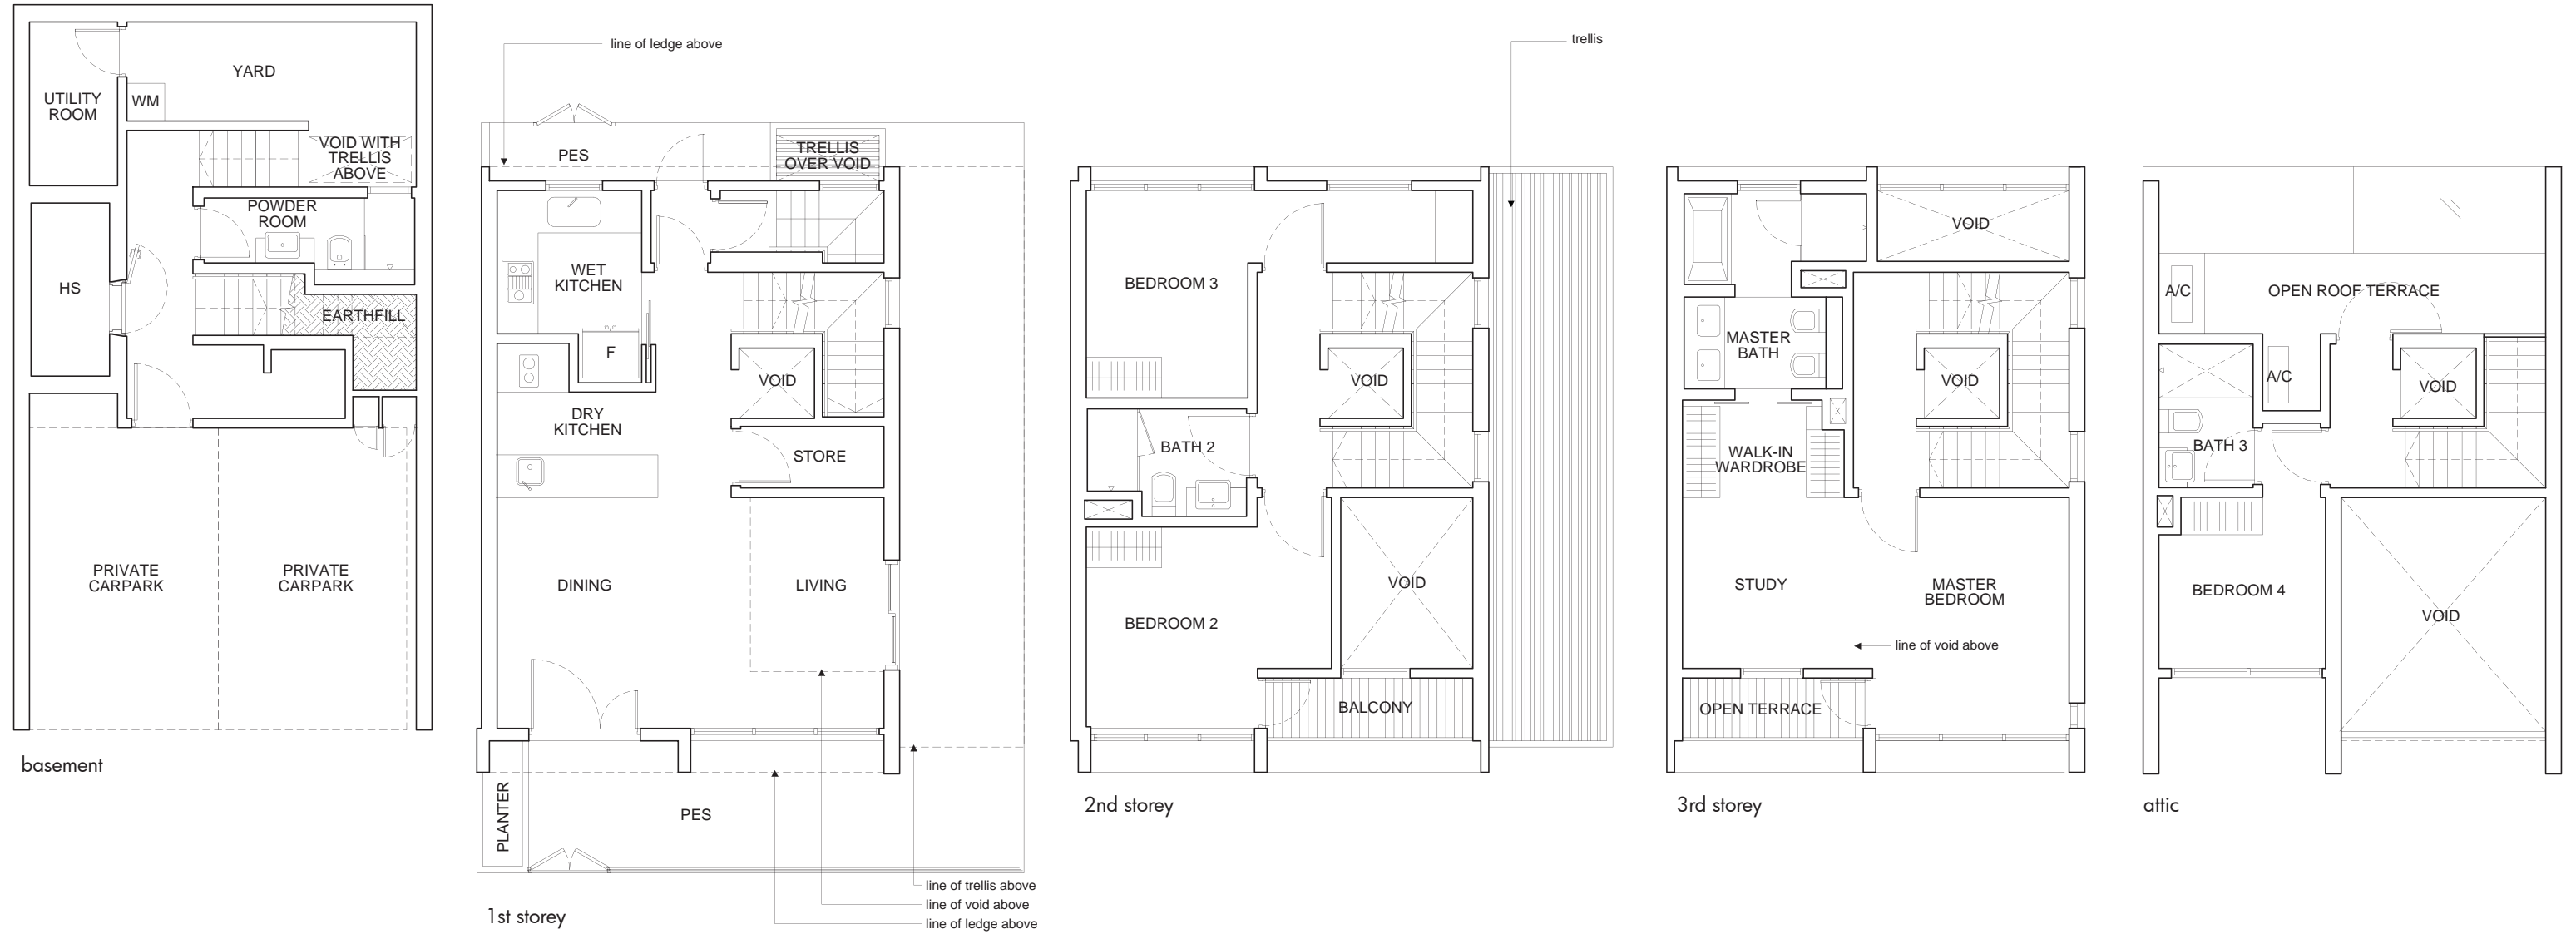 YARD
UTILITY
ROOM
WM
VOID WITH
TRELLIS
ABOVE
POWDER
ROOM
HS
EARTHFILL
PRIVATE
CARPARK
PRIVATE
CARPARK
basement
line of ledge above
PES
TRELLIS
OVER VOID
WET
KITCHEN
F
VOID
DRY
KITCHEN
STORE
DINING
LIVING
PLANTER
PES
line of trellis above
line of void above
line of ledge above
1st storey
trellis
BEDROOM 3
VOID
BATH 2
VOID
BEDROOM 2
BALCONY
2nd storey
VOID
MASTER
BATH
VOID
WALK-IN
WARDROBE
STUDY
MASTER
BEDROOM
line of void above
OPEN TERRACE
3rd storey
A/C
OPEN ROOF TERRACE
A/C
VOID
BATH 3
BEDROOM 4
VOID
attic